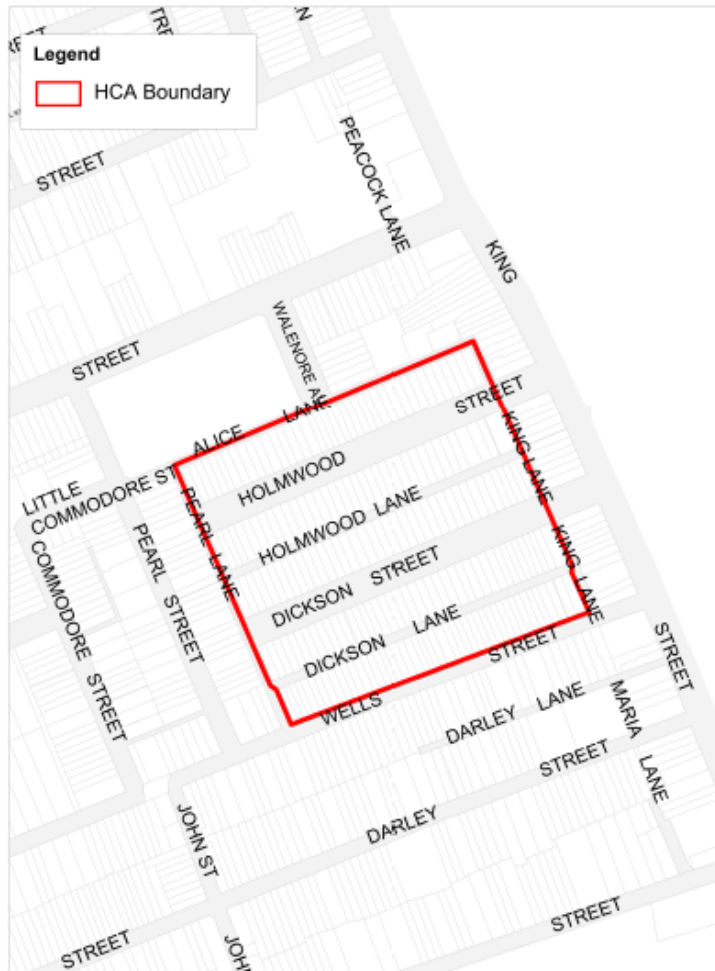 Legend
HCA Boundary
STREET
PEACOCK LANE
KING
STREET
WALENORE AV
ALICE LANE
STREET
LITTLE
COMMODORE ST
HOLMWOOD
KING LANE
PEARL LANE
HOLMWOOD LANE
COMMODORE STREET
PEARL STREET
DICKSON STREET
KING LANE
DICKSON LANE
STREET
STREET
WELLS
DARLEY LANE
MARIA LANE
STREET
JOHN ST
DARLEY
STREET
STREET